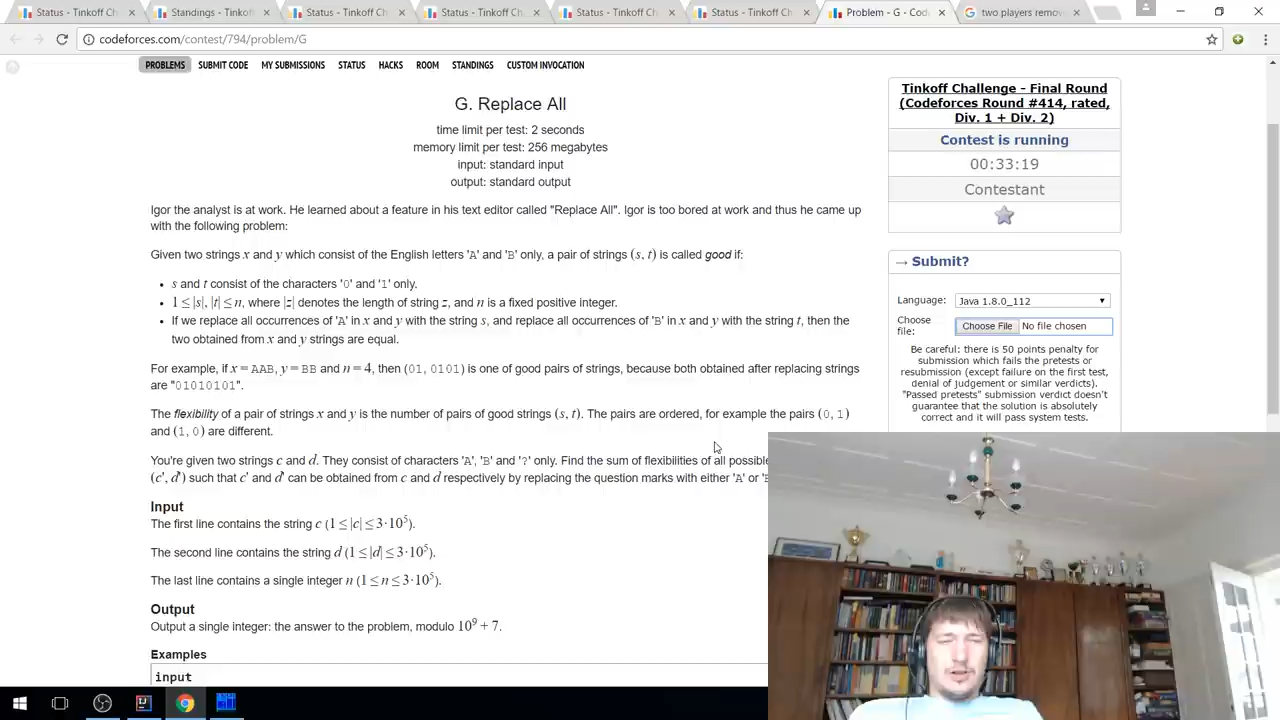 Status - Tinkoff Ch
Standings - Tinkof
Status - Tinkoff Ch
Status - Tinkoff Ch
Status - Tinkoff Ch
Status - Tinkoff Ch
Problem - G - Cod
two players remov
codeforces.com/contest/794/problem/G
PROBLEMS SUBMIT CODE MY SUBMISSIONS STATUS HACKS ROOM STANDINGS CUSTOM INVOCATION
G. Replace All
time limit per test: 2 seconds
memory limit per test: 256 megabytes
input: standard input
output: standard output
Igor the analyst is at work. He learned about a feature in his text editor called "Replace All". Igor is too bored at work and thus he came up
with the following problem:
Given two strings x and y which consist of the English letters 'A' and 'B' only, a pair of strings (s, t) is called good if:
• s and t consist of the characters '0' and '1' only.
• 1 ≤ |s|, |t| ≤ n, where |z| denotes the length of string z, and n is a fixed positive integer.
• If we replace all occurrences of 'A' in x and y with the string s, and replace all occurrences of 'B' in x and y with the string t, then the
two obtained from x and y strings are equal.
For example, if x = AAB, y = BB and n = 4, then (01, 0101) is one of good pairs of strings, because both obtained after replacing strings
are "01010101".
The flexibility of a pair of strings x and y is the number of pairs of good strings (s, t). The pairs are ordered, for example the pairs (0, 1)
and (1, 0) are different.
You're given two strings c and d. They consist of characters 'A', 'B' and '?' only. Find the sum of flexibilities of all possible
(c', d') such that c' and d' can be obtained from c and d respectively by replacing the question marks with either 'A' or 'B
Input
The first line contains the string c (1 ≤ |c| ≤ 3·10⁵).
The second line contains the string d (1 ≤ |d| ≤ 3·10⁵).
The last line contains a single integer n (1 ≤ n ≤ 3·10⁵).
Output
Output a single integer: the answer to the problem, modulo 10⁹ + 7.
Examples
input
Tinkoff Challenge - Final Round
(Codeforces Round #414, rated,
Div. 1 + Div. 2)
Contest is running
00:33:19
Contestant
→ Submit?
Language: Java 1.8.0_112
Choose
file: Choose File No file chosen
Be careful: there is 50 points penalty for
submission which fails the pretests or
resubmission (except failure on the first test,
denial of judgement or similar verdicts).
"Passed pretests" submission verdict doesn't
guarantee that the solution is absolutely
correct and it will pass system tests.